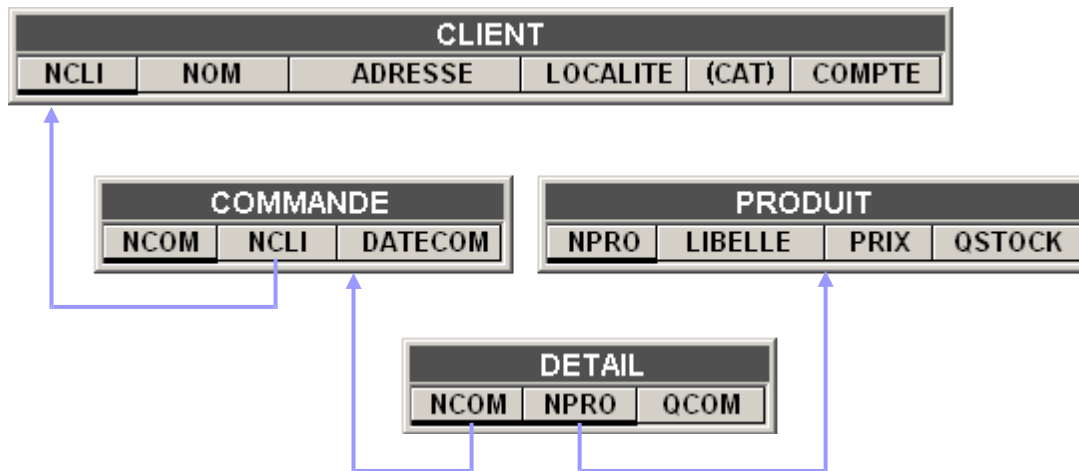 CLIENT
NCLI NOM ADRESSE LOCALITE (CAT) COMPTE
COMMANDE
NCOM NCLI DATECOM
PRODUIT
NPRO LIBELLE PRIX QSTOCK
DETAIL
NCOM NPRO QCOM